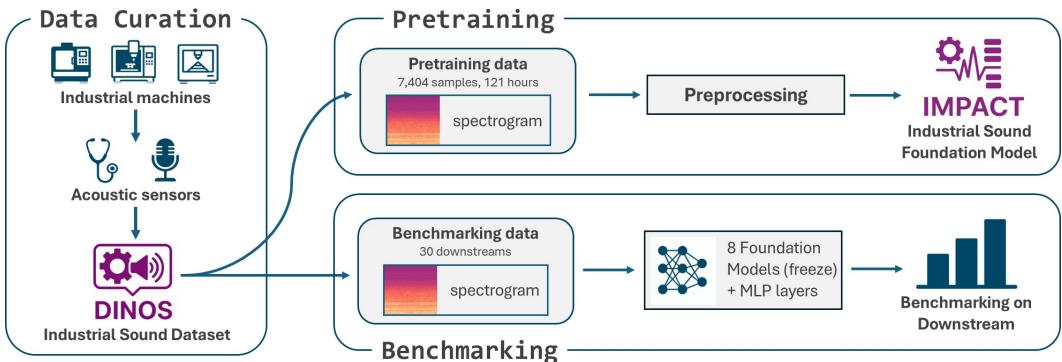 Data Curation
Industrial machines
Acoustic sensors
DINOS
Industrial Sound Dataset
Pretraining
Pretraining data
7,404 samples, 121 hours
spectrogram
Preprocessing
IMPACT
Industrial Sound
Foundation Model
Benchmarking data
30 downstreams
spectrogram
8 Foundation
Models (freeze)
+ MLP layers
Benchmarking on
Downstream
Benchmarking